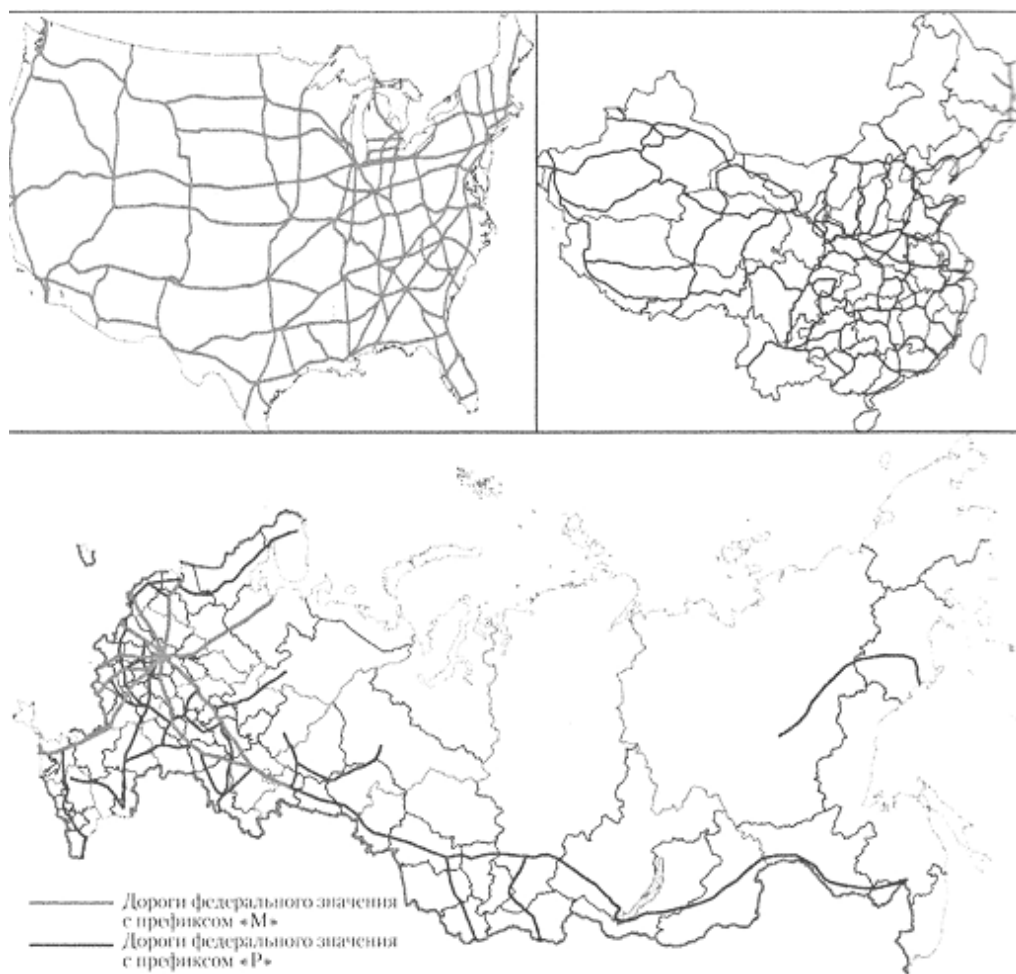 Дороги федерального значения
с префиксом «М»
Дороги федерального значения
с префиксом «Р»